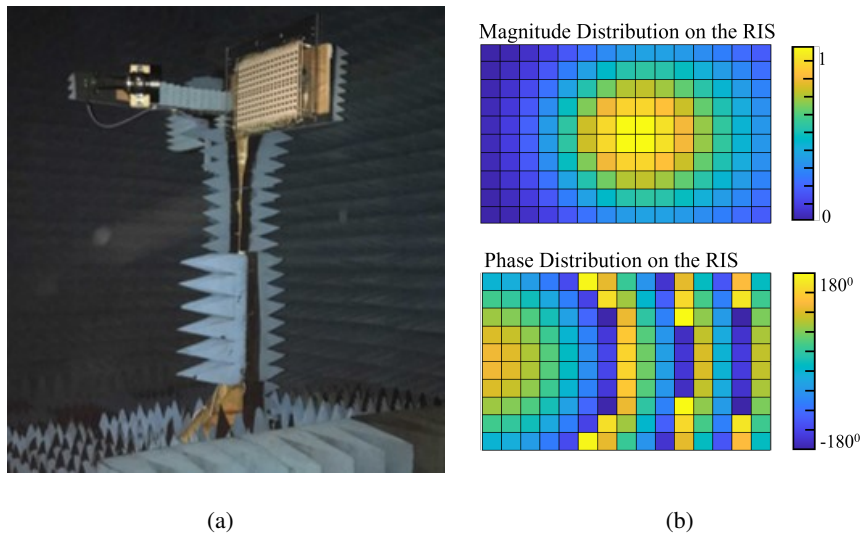 Magnitude Distribution on the RIS
1
0
Phase Distribution on the RIS
180⁰
-180⁰
(a)
(b)